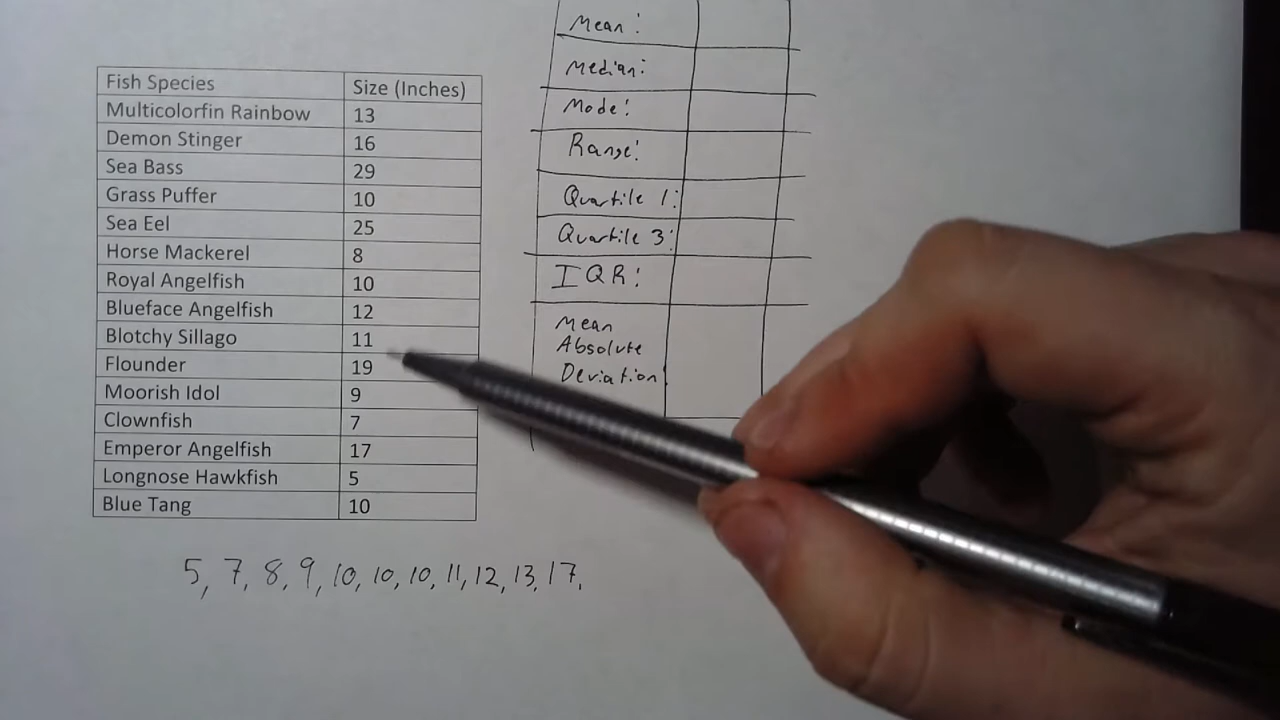 Fish Species Size (Inches)
Multicolorfin Rainbow 13
Demon Stinger 16
Sea Bass 29
Grass Puffer 10
Sea Eel 25
Horse Mackerel 8
Royal Angelfish 10
Blueface Angelfish 12
Blotchy Sillago 11
Flounder 19
Moorish Idol 9
Clownfish 7
Emperor Angelfish 17
Longnose Hawkfish 5
Blue Tang 10
5, 7, 8, 9, 10, 10, 10, 11, 12, 13, 17,
Mean:
Median:
Mode:
Range:
Quartile 1:
Quartile 3:
IQR:
Mean
Absolute
Deviation